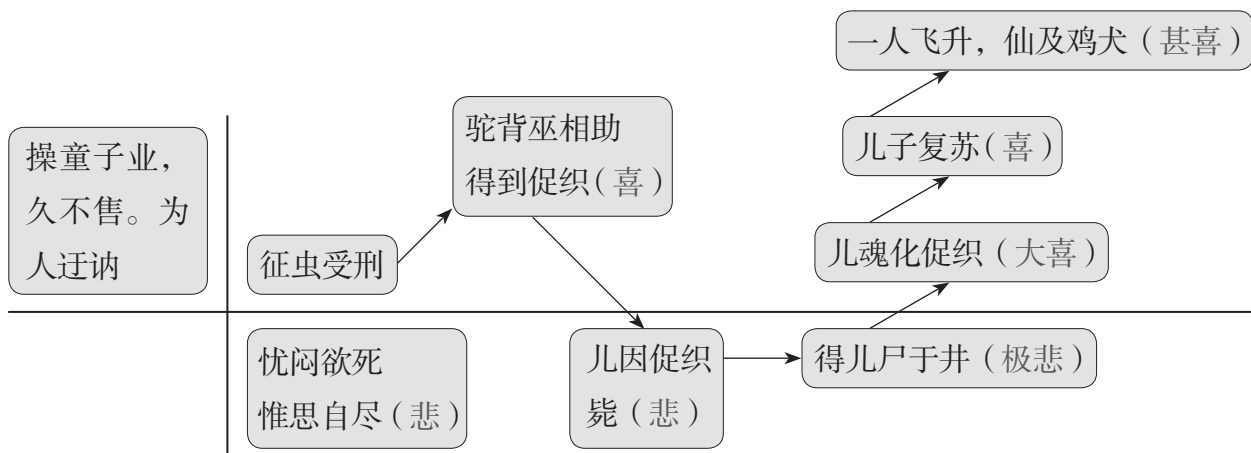 操童子业，
久不售。为
人迂讷
征虫受刑
忧闷欲死
惟思自尽（悲）
驼背巫相助
得到促织（喜）
儿因促织
毙（悲）
得儿尸于井（极悲）
儿魂化促织（大喜）
儿子复苏（喜）
一人飞升，仙及鸡犬（甚喜）